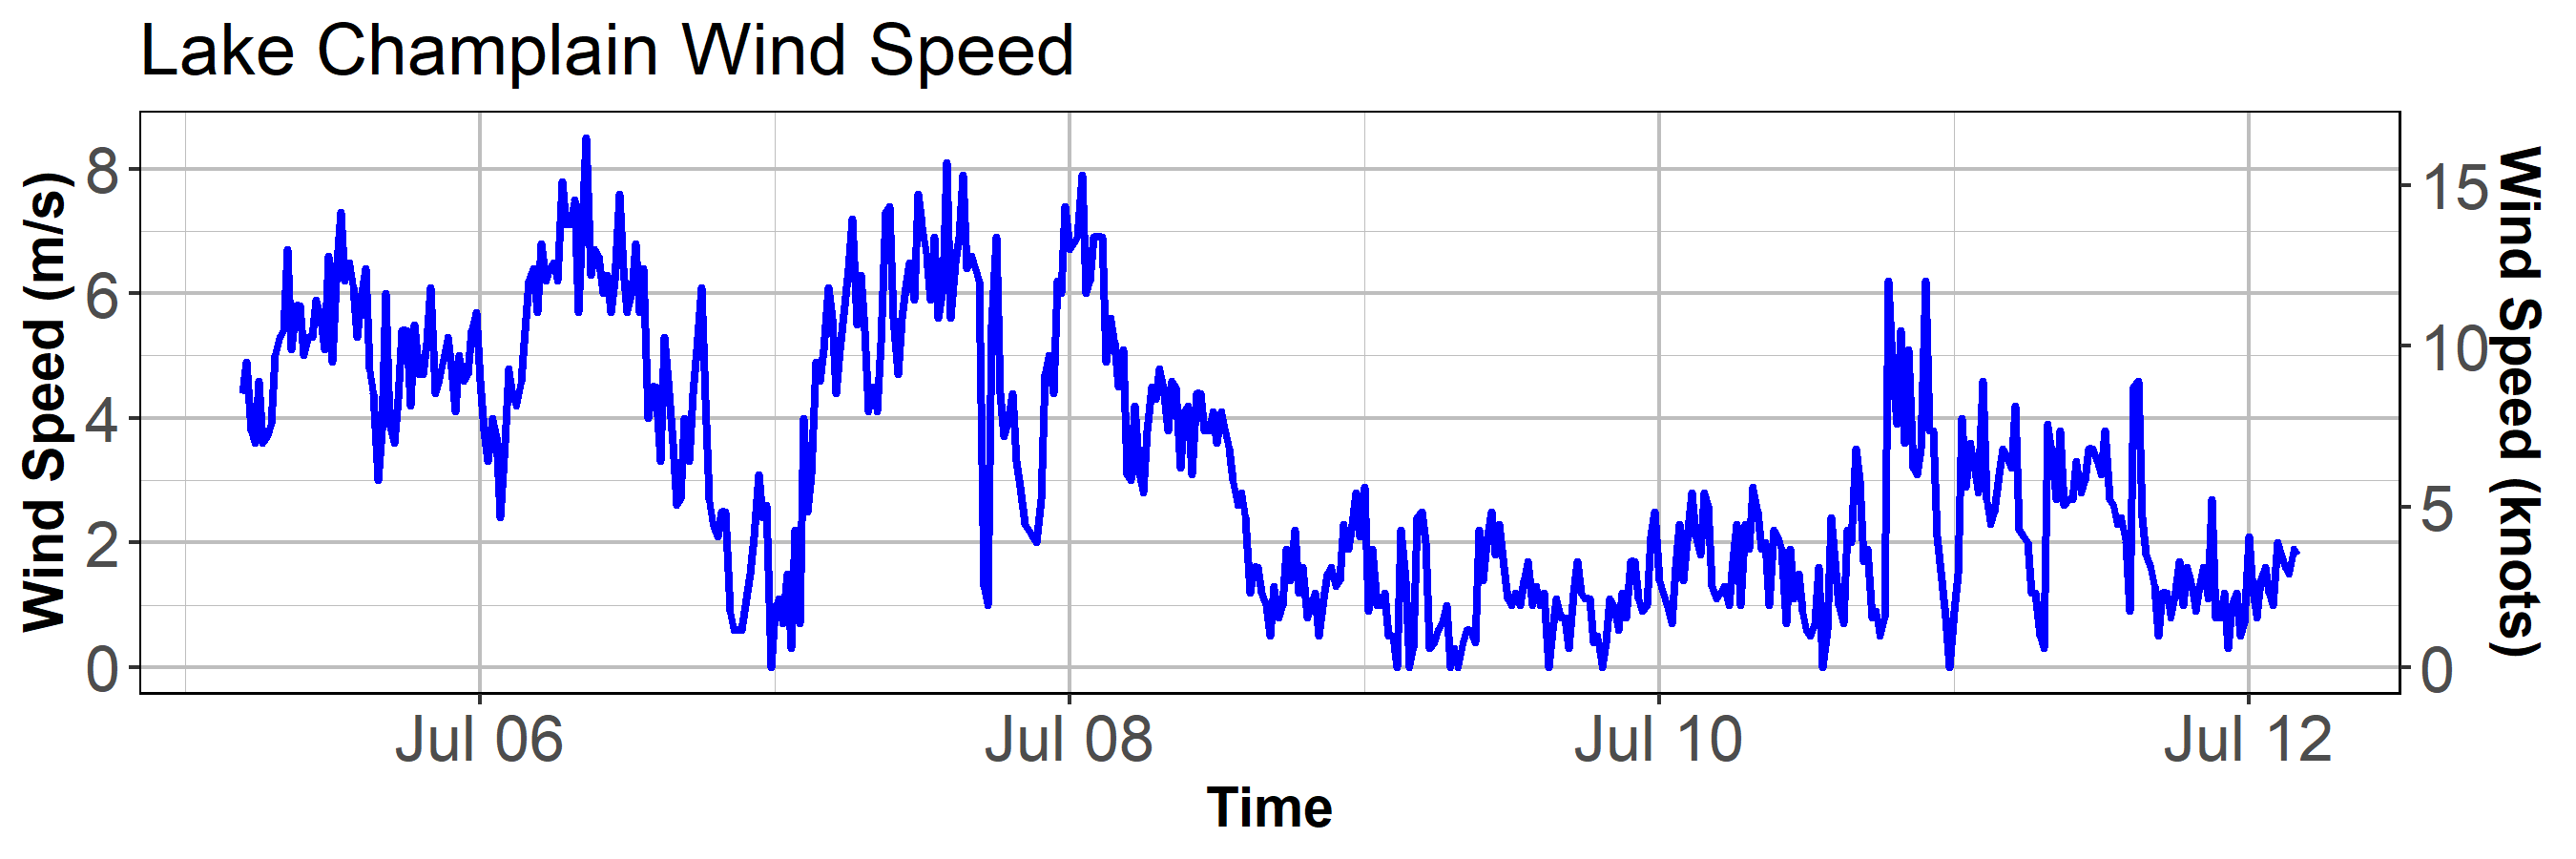 Lake Champlain Wind Speed
Wind Speed (m/s)
8
6
4
2
0
15
10
5
0
Wind Speed (knots)
Jul 06
Jul 08
Jul 10
Jul 12
Time